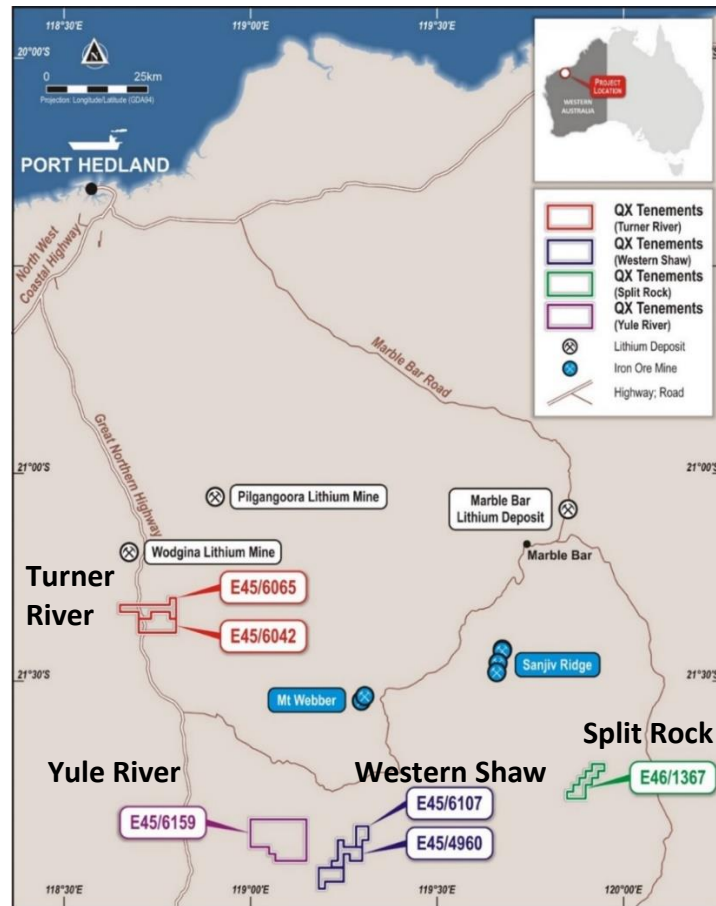 118°30'E
119°00'E
119°30'E
20°00'S
20°00'S
N
0
25km
Projection: Longitude/Latitude (GDA94)
PROJECT
LOCATION
WESTERN
AUSTRALIA
PORT HEDLAND
North West
Coastal Highway
QX Tenements
(Turner River)
QX Tenements
(Western Shaw)
QX Tenements
(Split Rock)
QX Tenements
(Yule River)
Lithium Deposit
Iron Ore Mine
Highway; Road
Marble Bar Road
Great Northern Highway
21°00'S
21°00'S
Pilgangoora Lithium Mine
Marble Bar
Lithium Deposit
Wodgina Lithium Mine
Marble Bar
Turner
River
E45/6065
E45/6042
21°30'S
21°30'S
Sanjiv Ridge
Mt Webber
Split Rock
Yule River
Western Shaw
E46/1367
E45/6159
E45/6107
E45/4960
118°30'E
119°00'E
119°30'E
120°00'E